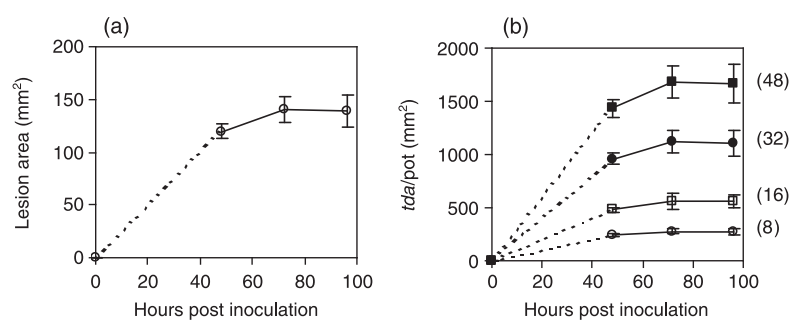 (a)
200
150
100
50
0
Lesion area (mm²)
0 20 40 60 80 100
Hours post inoculation
(b)
2000
1500
1000
500
0
tda/pot (mm²)
(48)
(32)
(16)
(8)
0 20 40 60 80 100
Hours post inoculation